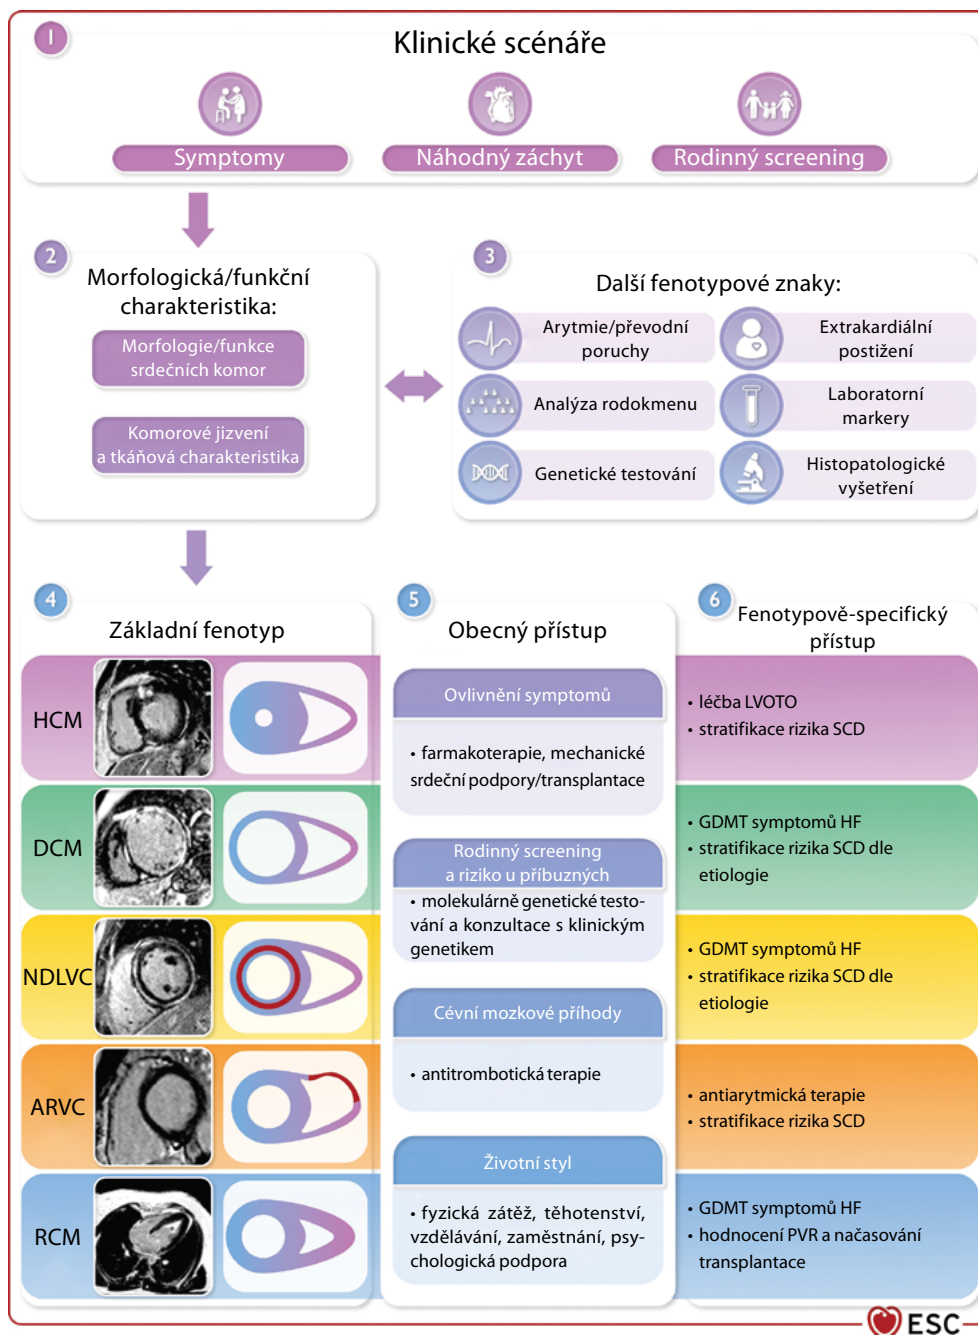 1
Klinické scénáře
Symptomy
Náhodný záchyt
Rodinný screening
2
Morfologická/funkční
charakteristika:
Morfologie/funkce
srdečních komor
Komorové jizvení
a tkáňová charakteristika
3
Další fenotypové znaky:
Arytmie/převodní
poruchy
Extrakardiální
postižení
Analýza rodokmenu
Laboratorní
markery
Genetické testování
Histopatologické
vyšetření
4
Základní fenotyp
HCM
DCM
NDLVC
ARVC
RCM
5
Obecný přístup
Ovlivnění symptomů
• farmakoterapie, mechanické
srdeční podpory/transplantace
Rodinný screening
a riziko u příbuzných
• molekulárně genetické testo-
vání a konzultace s klinickým
genetikem
Cévní mozkové příhody
• antitrombotická terapie
Životní styl
• fyzická zátěž, těhotenství,
vzdělávání, zaměstnání, psy-
chologická podpora
6
Fenotypově-specifický
přístup
• léčba LVOTO
• stratifikace rizika SCD
• GDMT symptomů HF
• stratifikace rizika SCD dle
etiologie
• GDMT symptomů HF
• stratifikace rizika SCD dle
etiologie
• antiarytmická terapie
• stratifikace rizika SCD
• GDMT symptomů HF
• hodnocení PVR a načasování
transplantace
ESC